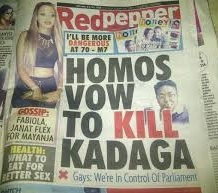 Redpepper
I'LL BE MORE
DANGEROUS
AT 70 - M7
HOMOS
VOW
TO KILL
KADAGA
Gays: We're In Control Of Parliament
GOSSIP:
FABIOLA
JANAT FLEX
FOR MAYANJA
HEALTH:
WHAT TO
EAT FOR
BETTER SEX